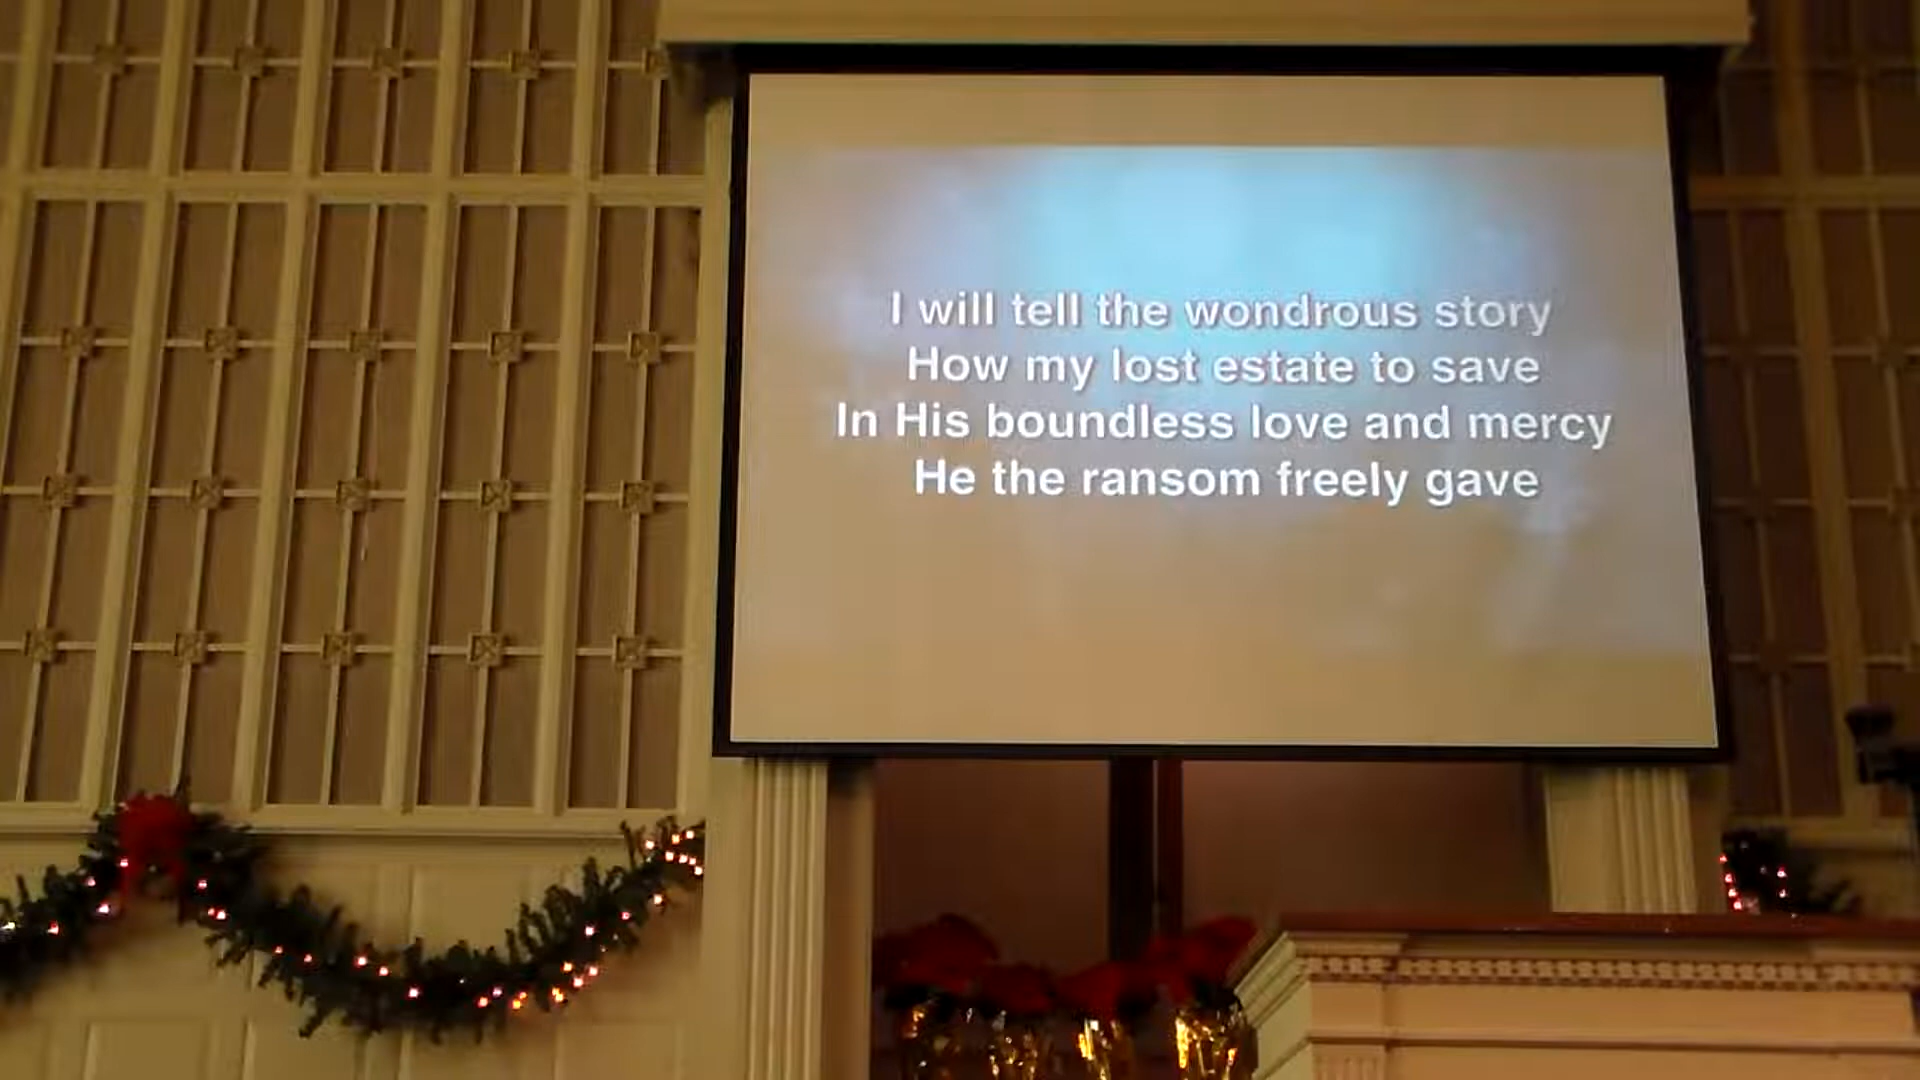 I will tell the wondrous story
How my lost estate to save
In His boundless love and mercy
He the ransom freely gave